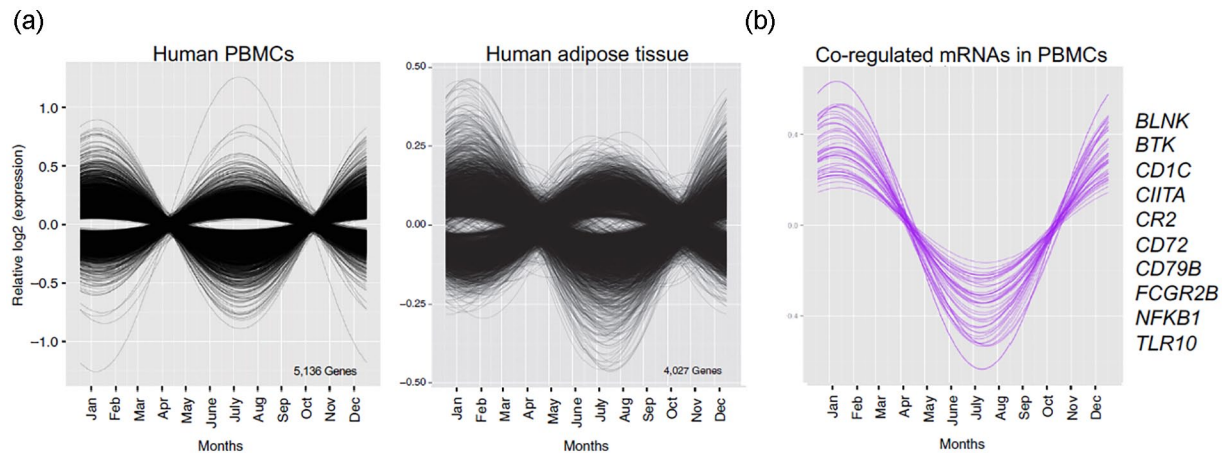 (a)
(b)
Human PBMCs
Human adipose tissue
Co-regulated mRNAs in PBMCs
Relative log2 (expression)
1.0
0.5
0.0
−0.5
−1.0
5,136 Genes
Jan Feb Mar Apr May June July Aug Sep Oct Nov Dec
Months
0.50
0.25
0.00
−0.25
−0.50
4,027 Genes
Jan Feb Mar Apr May June July Aug Sep Oct Nov Dec
Months
0.4
0.0
Jan Feb Mar Apr May June July Aug Sep Oct Nov Dec
Months
BLNK
BTK
CD1C
CIITA
CR2
CD72
CD79B
FCGR2B
NFKB1
TLR10